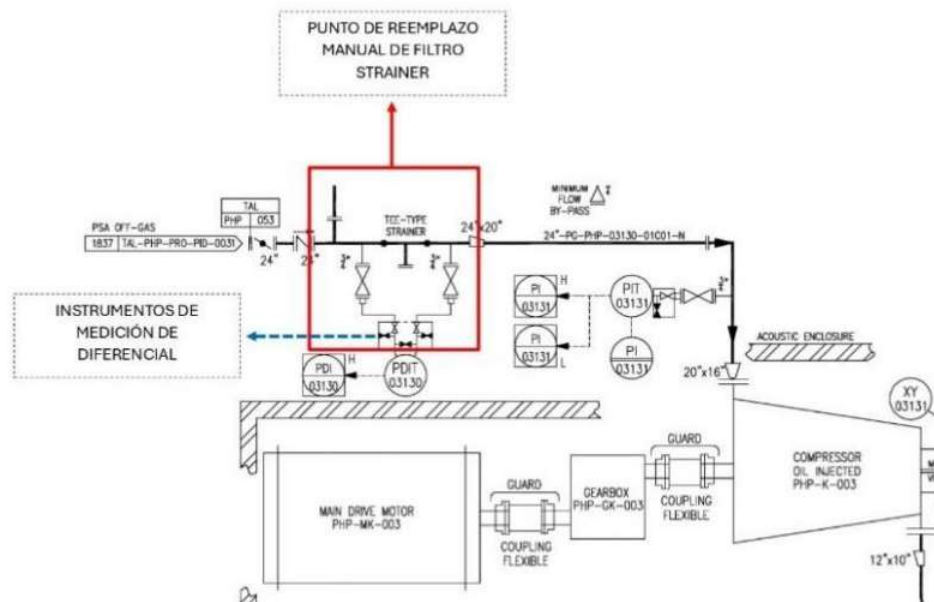 PUNTO DE REEMPLAZO
MANUAL DE FILTRO
STRAINER
TAL
PHP 053
PSA OFF-GAS
1837 TAL-PHP-PRO-PID-0031
24"
24"
TEE-TYPE
STRAINER
24"x20"
MINIMUM
FLOW
BY-PASS
2
24"-PG-PHP-03130-01C01-N
INSTRUMENTOS DE
MEDICIÓN DE
DIFERENCIAL
PI
03131
H
PI
03131
L
PIT
03131
PI
03131
PDI
03130
H
PDIT
03130
ACOUSTIC ENCLOSURE
20"x16"
XY
03131
MAIN DRIVE MOTOR
PHP-MK-003
GUARD
COUPLING
FLEXIBLE
GEARBOX
PHP-GK-003
GUARD
COUPLING
FLEXIBLE
COMPRESSOR
OIL INJECTED
PHP-K-003
12"x10"